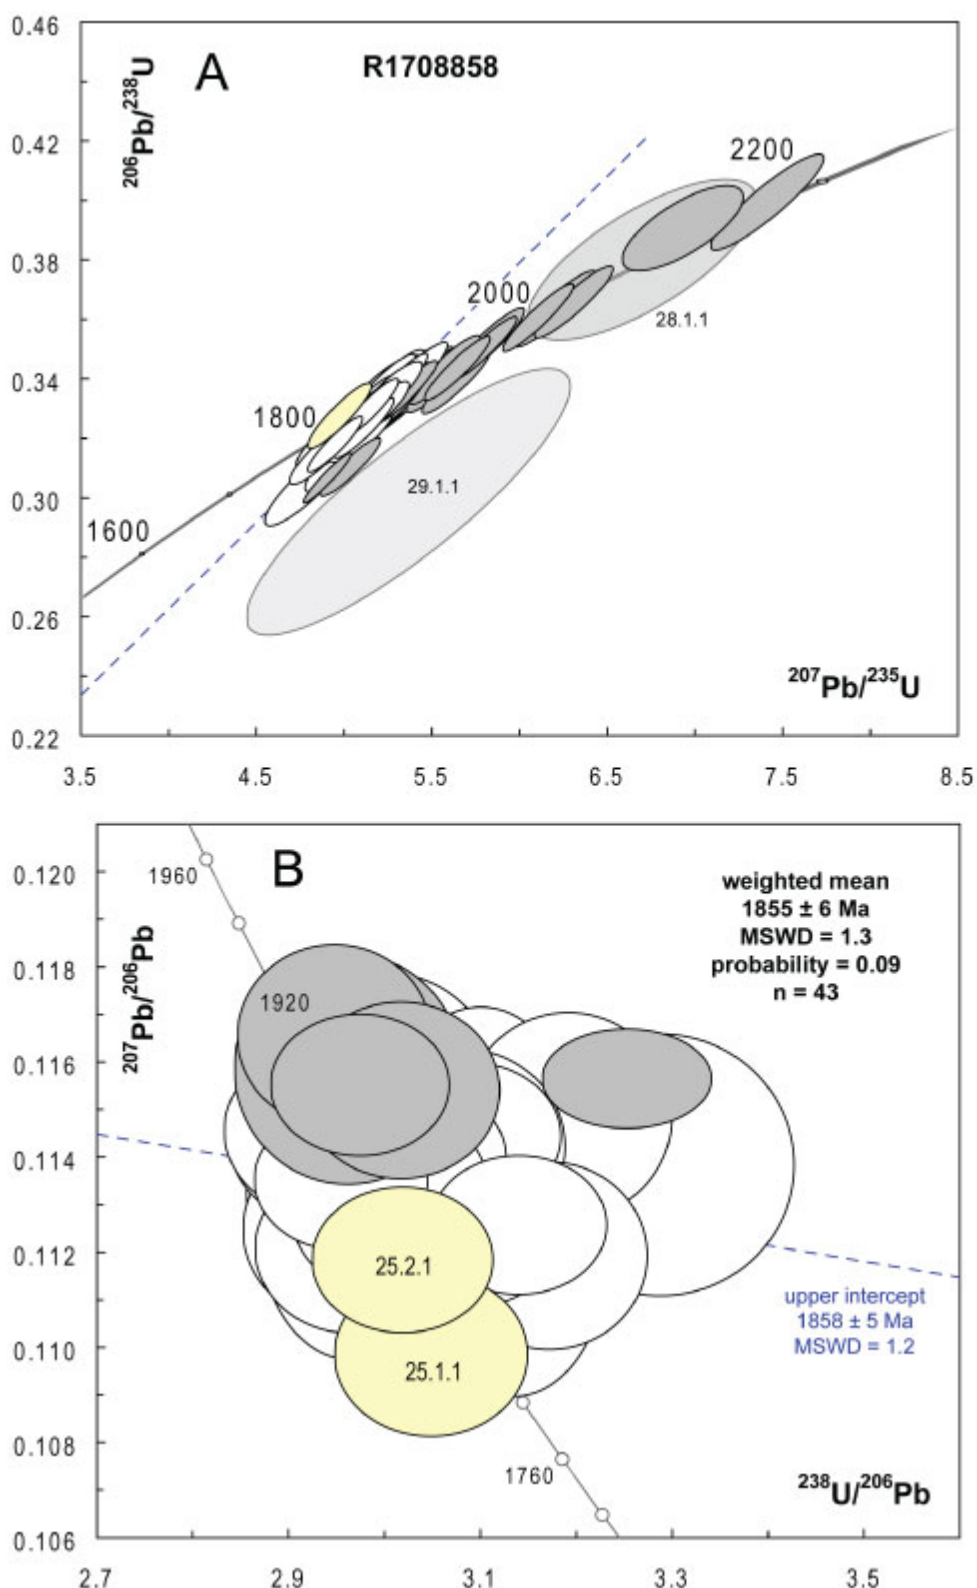 0.46
0.42
0.38
0.34
0.30
0.26
0.22
²⁰⁶Pb/²³⁸U
A
R1708858
2200
2000
28.1.1
1800
29.1.1
1600
²⁰⁷Pb/²³⁵U
3.5 4.5 5.5 6.5 7.5 8.5
0.120
0.118
0.116
0.114
0.112
0.110
0.108
0.106
²⁰⁷Pb/²⁰⁶Pb
B
1960
weighted mean
1855 ± 6 Ma
MSWD = 1.3
probability = 0.09
n = 43
1920
25.2.1
upper intercept
1858 ± 5 Ma
MSWD = 1.2
25.1.1
1760
²³⁸U/²⁰⁶Pb
2.7 2.9 3.1 3.3 3.5